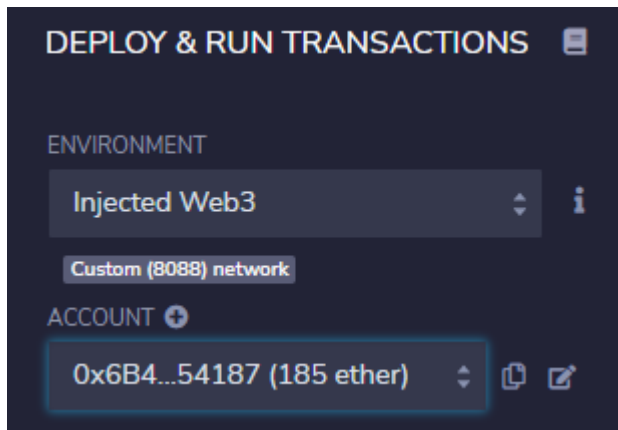 DEPLOY & RUN TRANSACTIONS
ENVIRONMENT
Injected Web3
Custom (8088) network
ACCOUNT
0x6B4...54187 (185 ether)